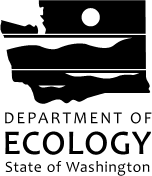 DEPARTMENT OF
ECOLOGY
State of Washington